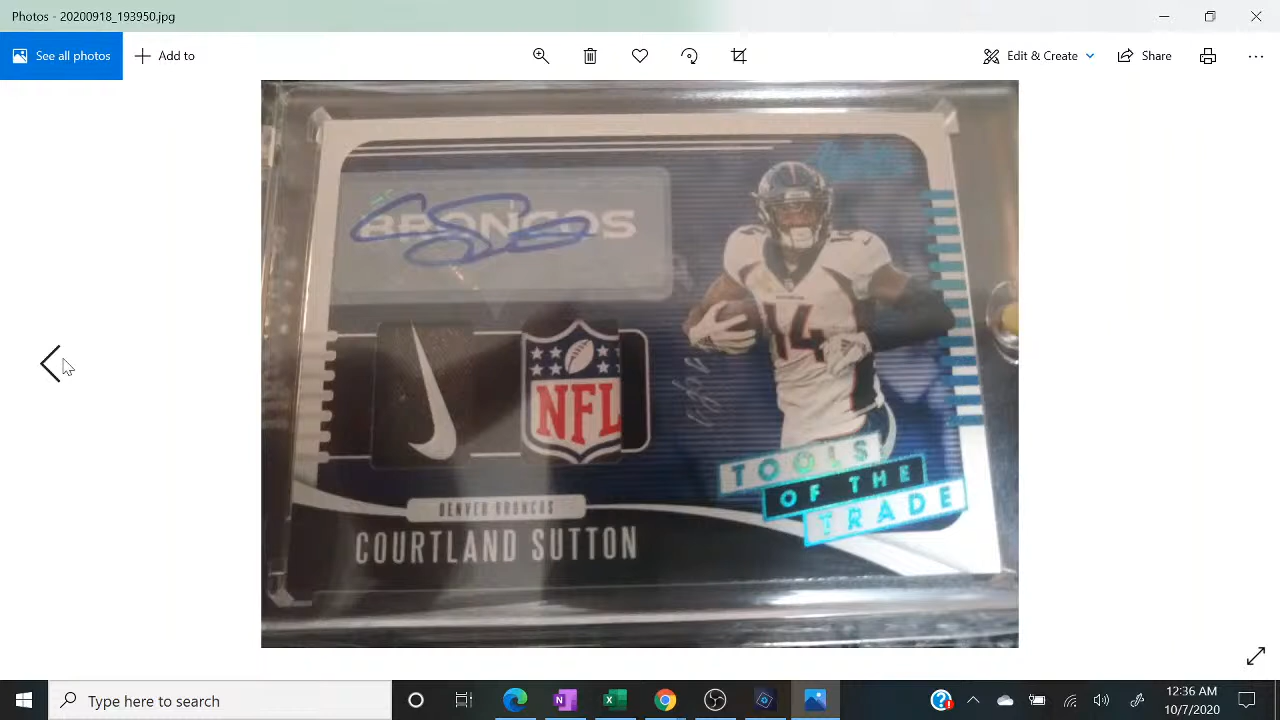 Photos - 20200918_193950.jpg
See all photos
Add to
Edit & Create
Share
BRONCOS
14
NFL
TOOLS
OF THE
TRADE
DENVER BRONCOS
COURTLAND SUTTON
Type here to search
12:36 AM
10/7/2020